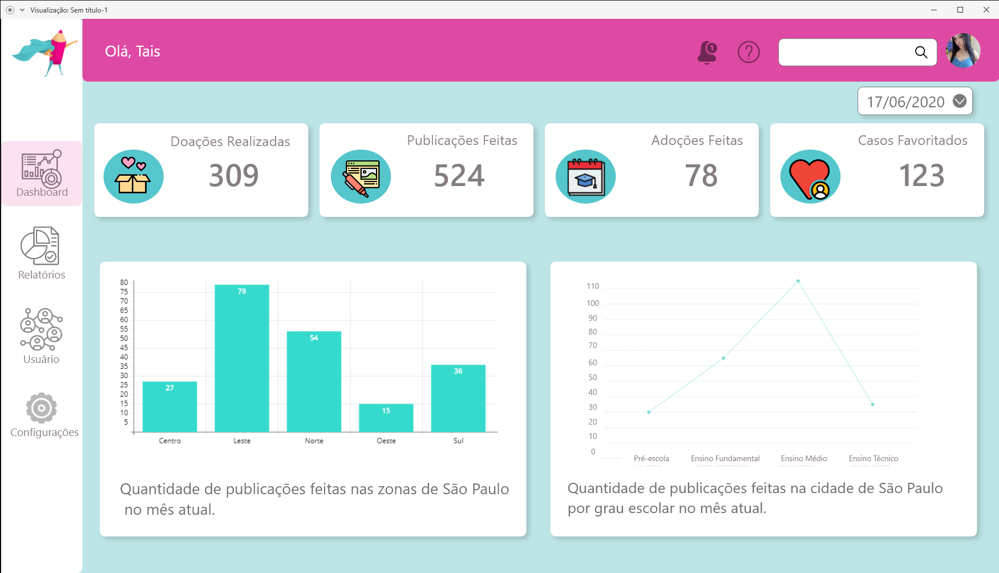 Visualização: Sem título-1
Olá, Tais
1
?
17/06/2020
Doações Realizadas
309
Publicações Feitas
524
Adoções Feitas
78
Casos Favoritados
123
Dashboard
Relatórios
Usuário
Configurações
80
75
70
65
60
55
50
45
40
35
30
25
20
15
10
5
79
54
36
27
15
Centro Leste Norte Oeste Sul
Quantidade de publicações feitas nas zonas de São Paulo
no mês atual.
110
100
90
80
70
60
50
40
30
20
10
0
Pré-escola Ensino Fundamental Ensino Médio Ensino Técnico
Quantidade de publicações feitas na cidade de São Paulo
por grau escolar no mês atual.